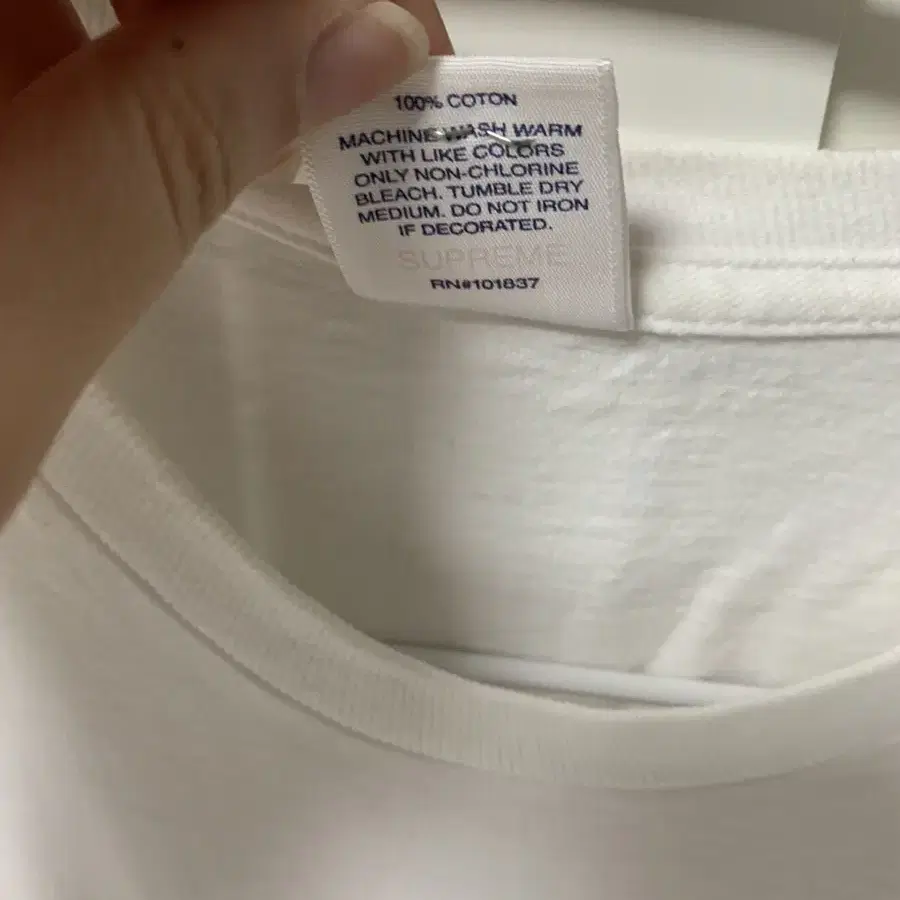 100% COTON
MACHINE WASH WARM
WITH LIKE COLORS
ONLY NON-CHLORINE
BLEACH. TUMBLE DRY
MEDIUM. DO NOT IRON
IF DECORATED.
SUPREME
RN#101837